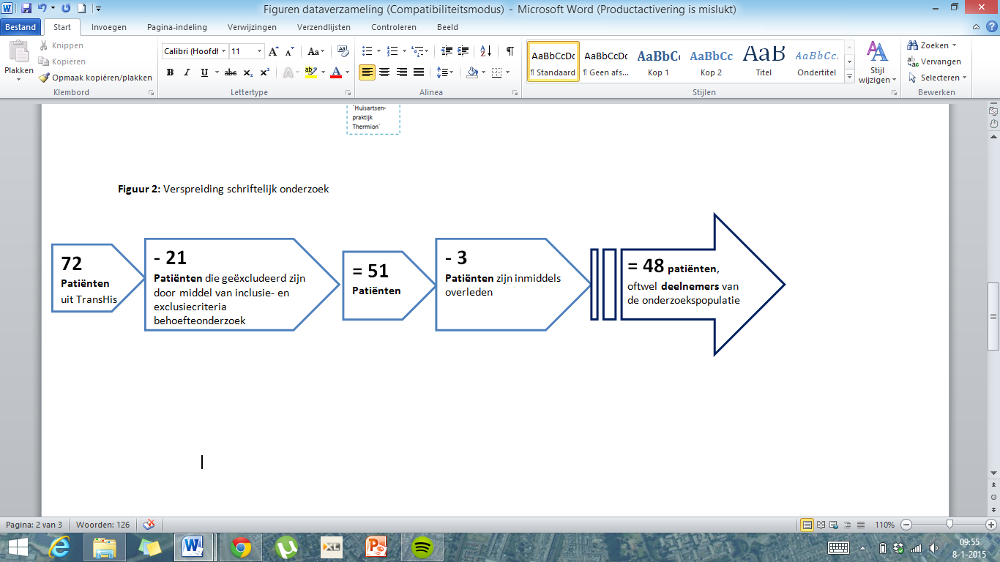 Figuren dataverzameling (Compatibiliteitsmodus) - Microsoft Word (Productactivering is mislukt)
Bestand Start Invoegen Pagina-indeling Verwijzingen Verzendlijsten Controleren Beeld
Plakken
Knippen
Kopiëren
Opmaak kopiëren/plakken
Klembord
Calibri (Hoofdt 11
Lettertype
Alinea
AaBbCcDc
¶ Standaard
AaBbCcDc
¶ Geen afs...
AaBbC
Kop 1
AaBbCc
Kop 2
AaB
Titel
AaBbCc.
Ondertitel
Stijl
wijzigen
Stijlen
Zoeken
Vervangen
Selecteren
Bewerken
´Huisartsen-
praktijk
Thermion´
Figuur 2: Verspreiding schriftelijk onderzoek
72
Patiënten
uit TransHis
- 21
Patiënten die geëxcludeerd zijn
door middel van inclusie- en
exclusiecriteria
behoefteonderzoek
= 51
Patiënten
- 3
Patiënten zijn inmiddels
overleden
= 48 patiënten,
oftwel deelnemers van
de onderzoekspopulatie
Pagina: 2 van 3 Woorden: 126
110%
09:55
8-1-2015